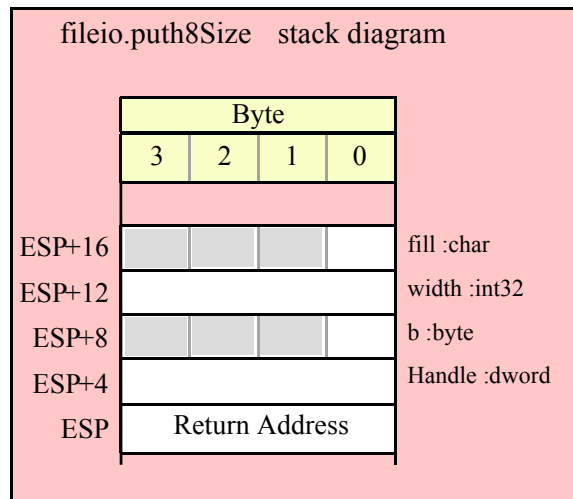 fileio.puth8Size stack diagram
Byte
3 2 1 0
ESP+16 fill :char
ESP+12 width :int32
ESP+8 b :byte
ESP+4 Handle :dword
ESP Return Address